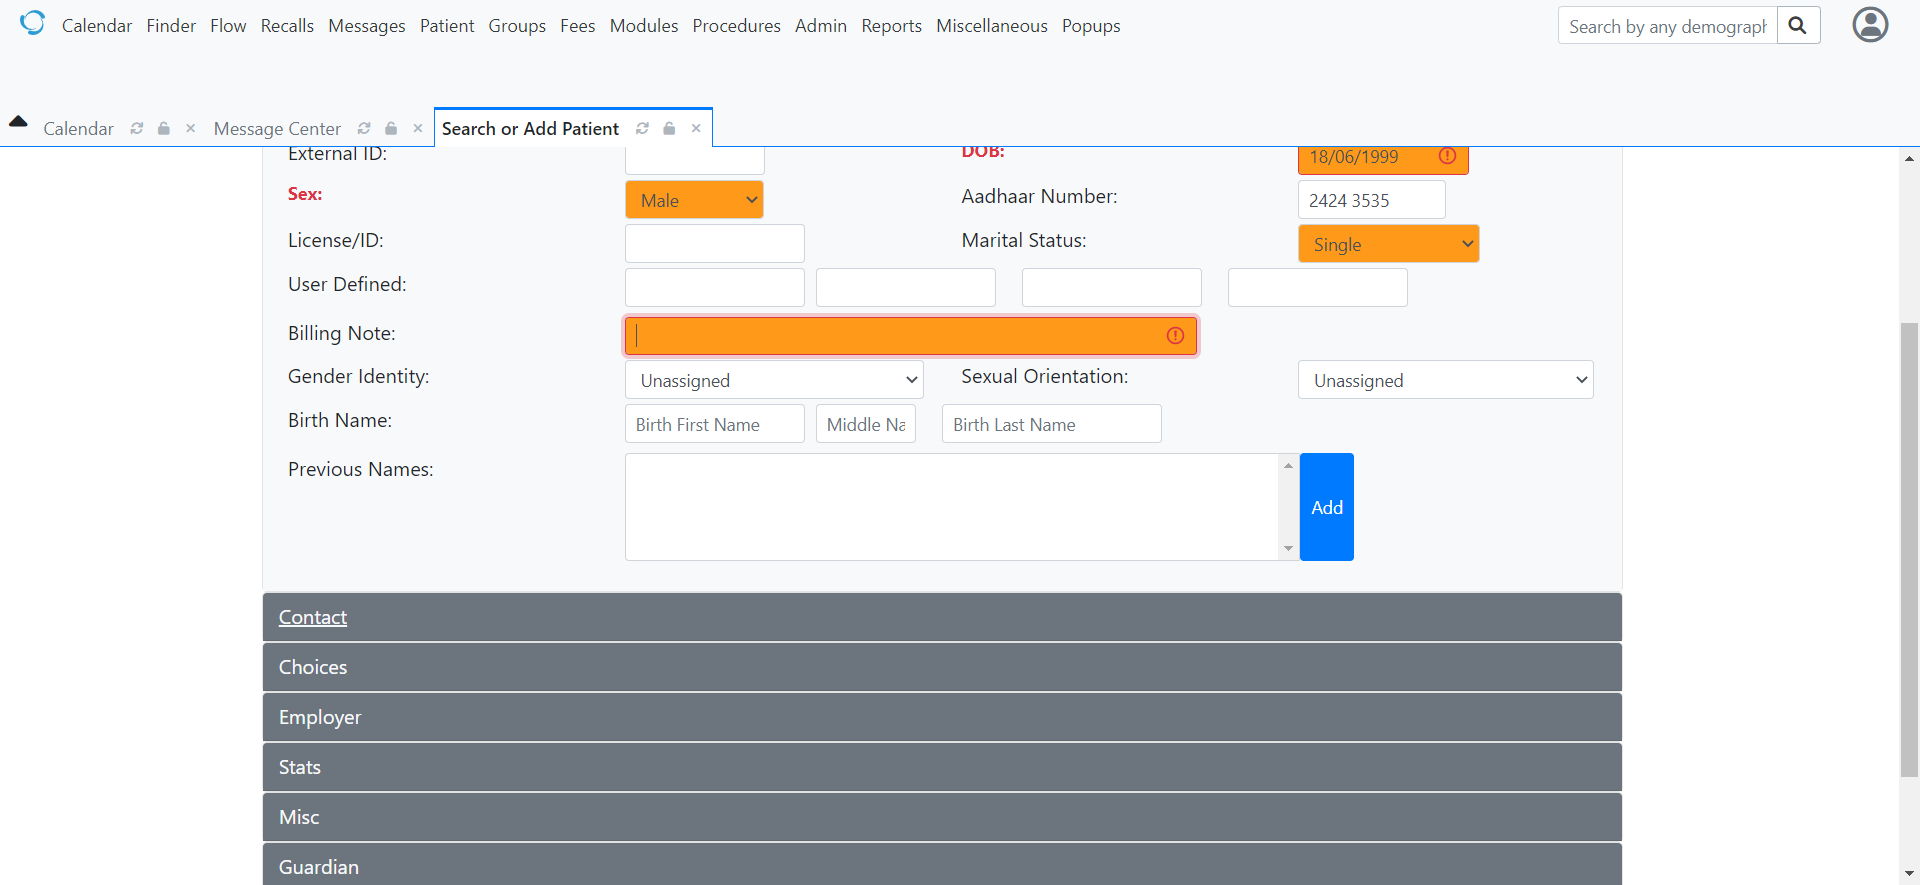 Calendar Finder Flow Recalls Messages Patient Groups Fees Modules Procedures Admin Reports Miscellaneous Popups Search by any demograph
Calendar Message Center Search or Add Patient
External ID: DOB: 18/06/1999
Sex: Male Aadhaar Number: 2424 3535
License/ID: Marital Status: Single
User Defined:
Billing Note:
Gender Identity: Unassigned Sexual Orientation: Unassigned
Birth Name: Birth First Name Middle Na Birth Last Name
Previous Names:
Add
Contact
Choices
Employer
Stats
Misc
Guardian